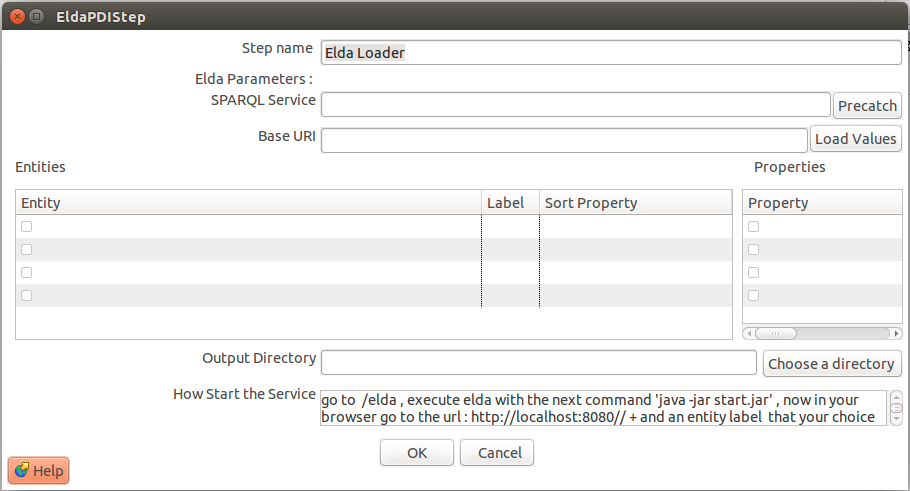 EldaPDIStep
Step name Elda Loader
Elda Parameters :
SPARQL Service Precatch
Base URI Load Values
Entities Properties
Entity Label Sort Property Property
Output Directory Choose a directory
How Start the Service go to /elda , execute elda with the next command 'java -jar start.jar' , now in your
browser go to the url : http://localhost:8080// + and an entity label that your choice
OK Cancel
Help